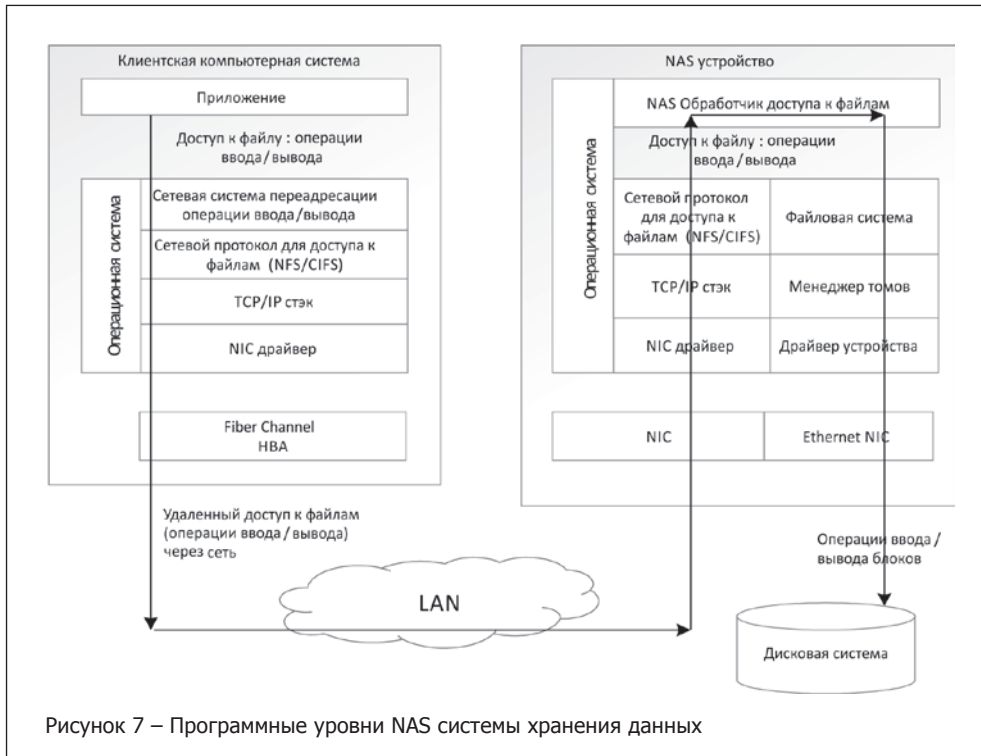 Клиентская компьютерная система
Приложение
Доступ к файлу : операции
ввода/вывода
Операционная система
Сетевая система переадресации
операции ввода/вывода
Сетевой протокол для доступа к
файлам (NFS/CIFS)
TCP/IP стэк
NIC драйвер
Fiber Channel
HBA
Удаленный доступ к файлам
(операции ввода/вывода)
через сеть
LAN
NAS устройство
Операционная система
NAS Обработчик доступа к файлам
Доступ к файлу : операции
ввода/вывода
Сетевой протокол
для доступа к
файлам (NFS/CIFS)
Файловая система
TCP/IP стэк
Менеджер томов
NIC драйвер
Драйвер устройства
NIC
Ethernet NIC
Операции ввода/
вывода блоков
Дисковая система
Рисунок 7 – Программные уровни NAS системы хранения данных